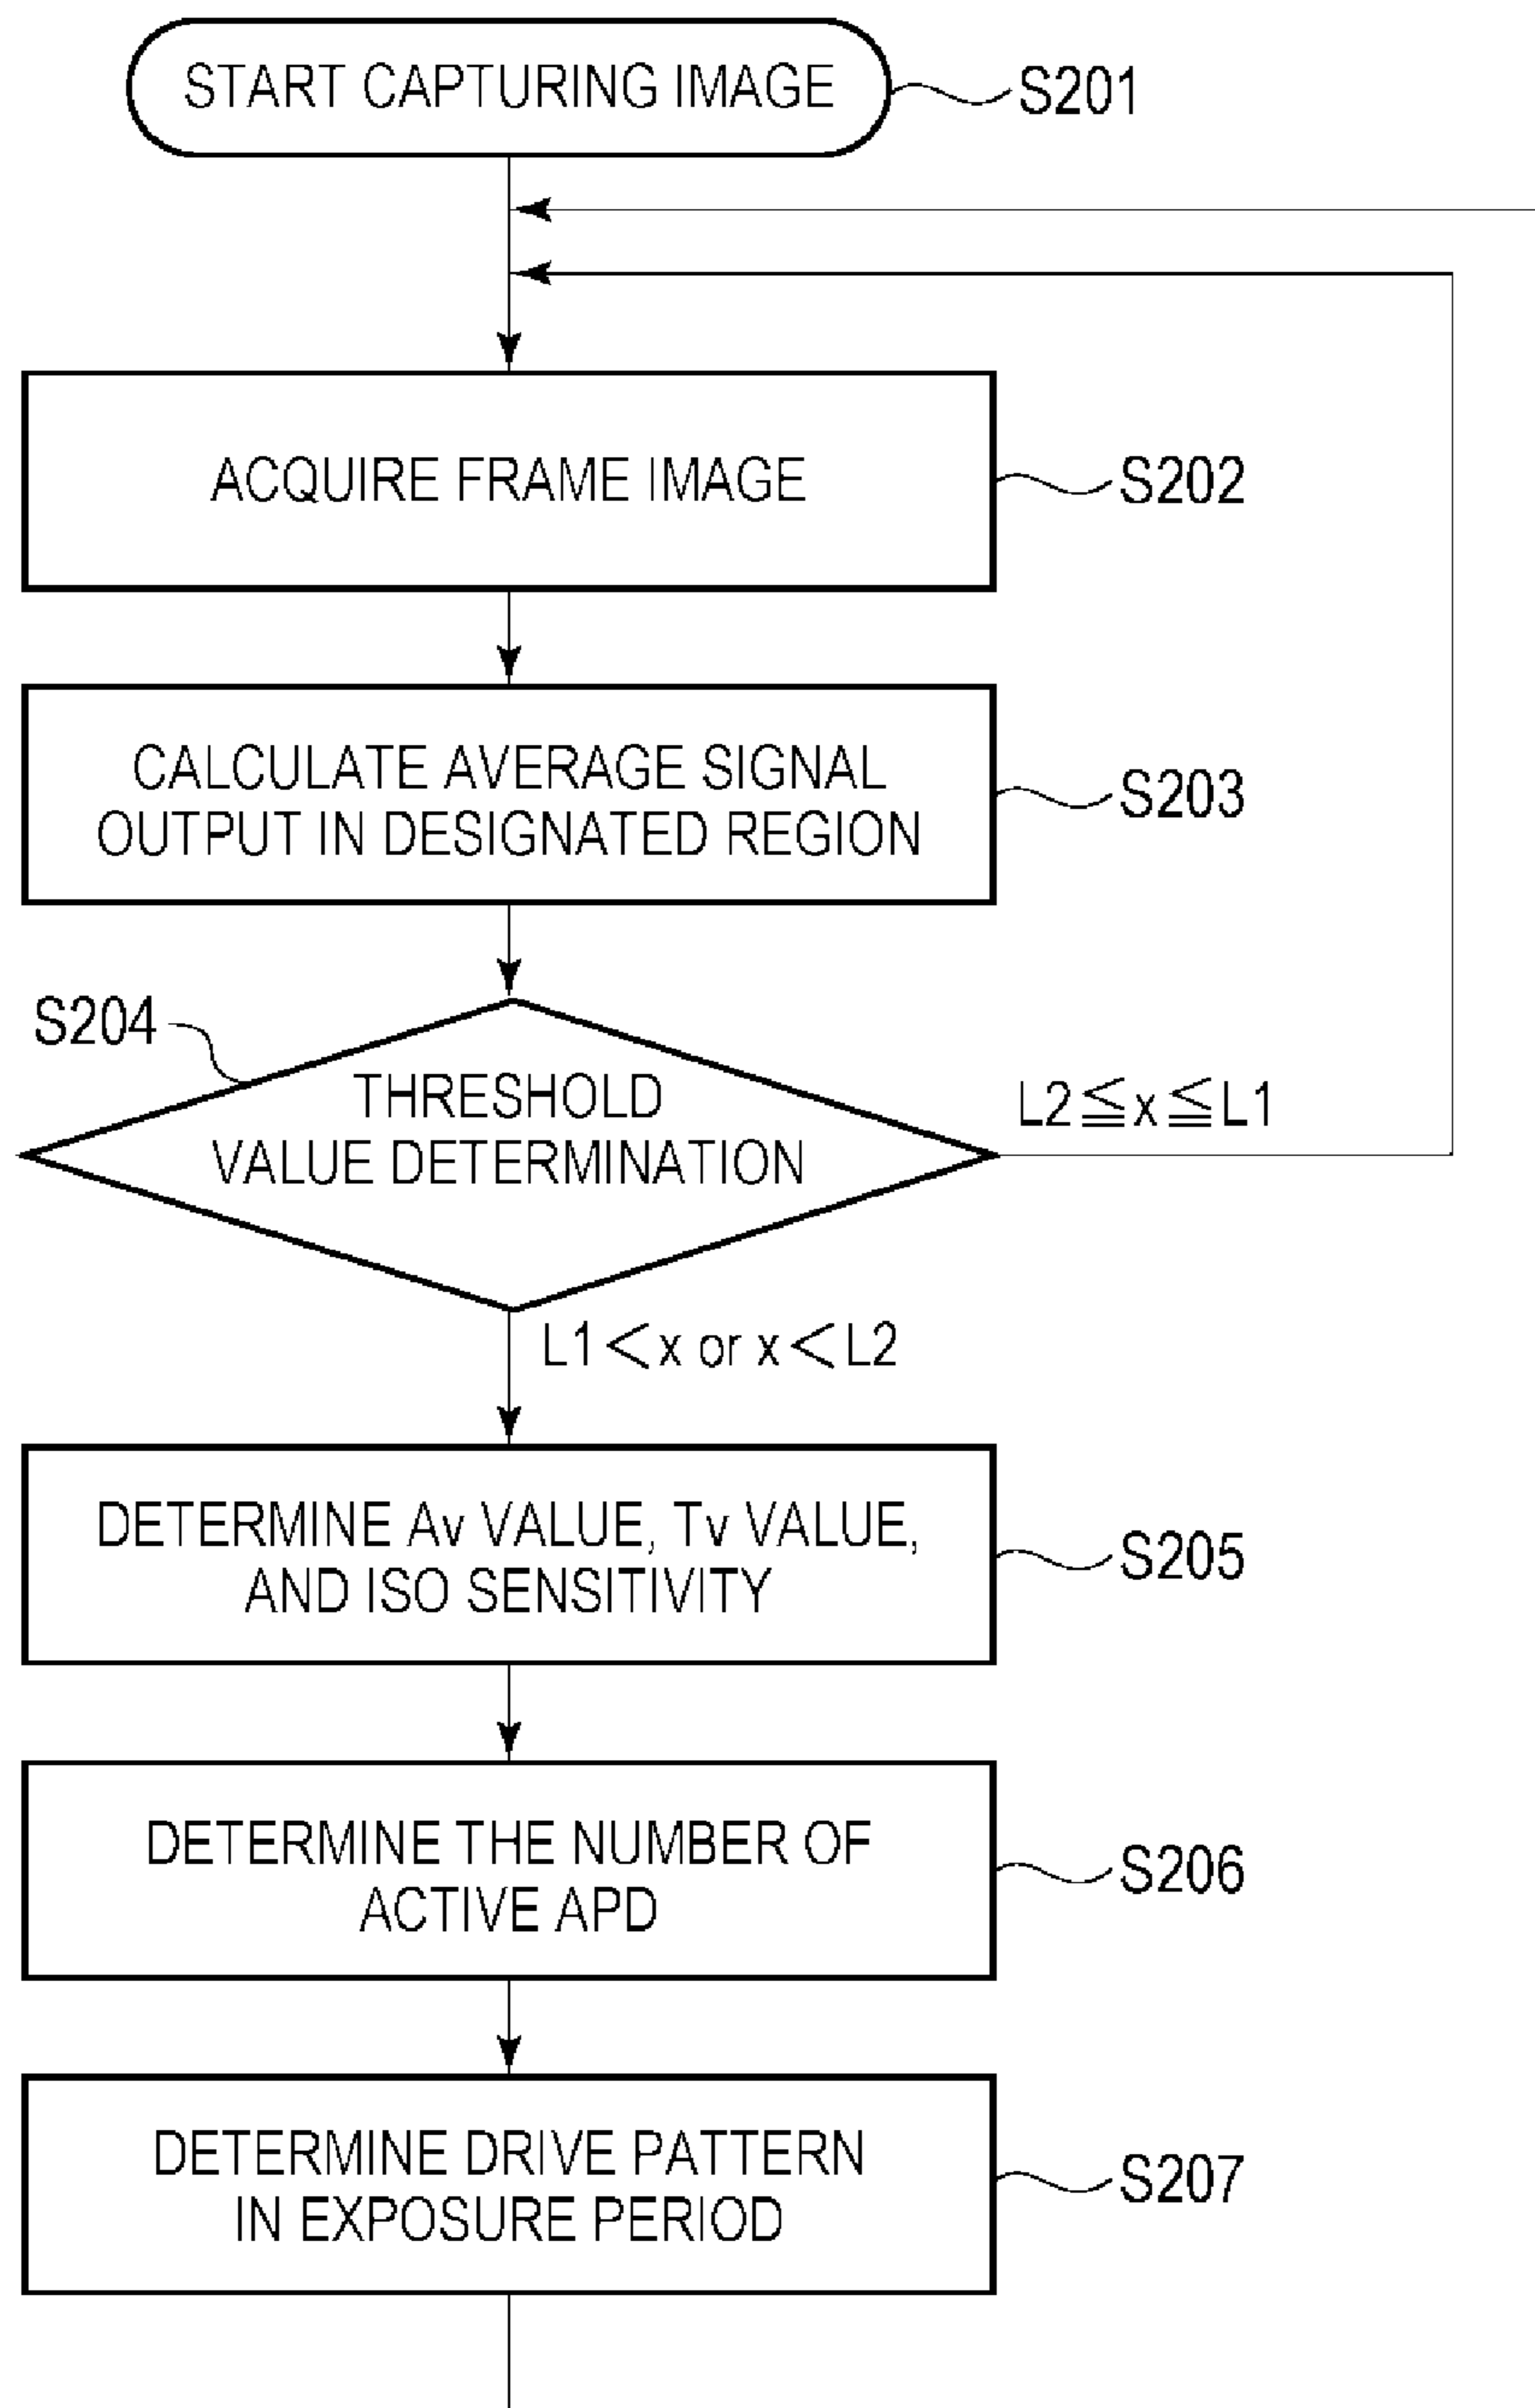 START CAPTURING IMAGE
S201
ACQUIRE FRAME IMAGE
S202
CALCULATE AVERAGE SIGNAL
OUTPUT IN DESIGNATED REGION
S203
S204
THRESHOLD
VALUE DETERMINATION
L2≦x≦L1
L1<x or x<L2
DETERMINE Av VALUE, Tv VALUE,
AND ISO SENSITIVITY
S205
DETERMINE THE NUMBER OF
ACTIVE APD
S206
DETERMINE DRIVE PATTERN
IN EXPOSURE PERIOD
S207